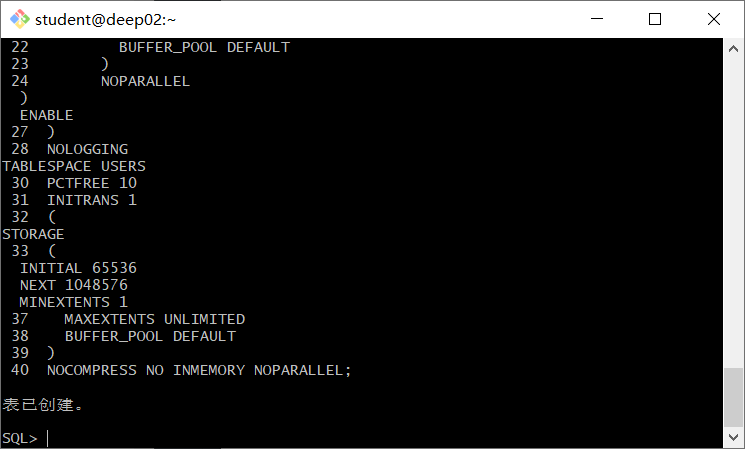 student@deep02:~
 22          BUFFER_POOL DEFAULT
 23        )
 24        NOPARALLEL
  )
  ENABLE
 27  )
 28  NOLOGGING
TABLESPACE USERS
 30  PCTFREE 10
 31  INITRANS 1
 32  (
STORAGE
 33  (
  INITIAL 65536
  NEXT 1048576
  MINEXTENTS 1
 37    MAXEXTENTS UNLIMITED
 38    BUFFER_POOL DEFAULT
 39  )
 40  NOCOMPRESS NO INMEMORY NOPARALLEL;
表已创建。
SQL>